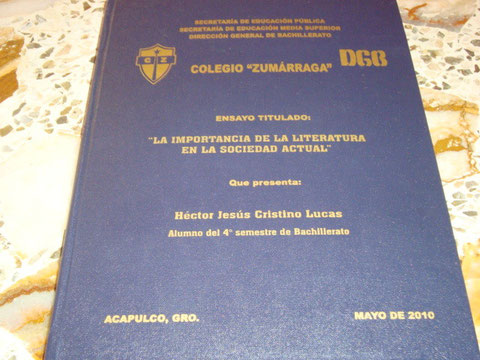 SECRETARÍA DE EDUCACIÓN PÚBLICA
SECRETARÍA DE EDUCACIÓN MEDIA SUPERIOR
DIRECCIÓN GENERAL DE BACHILLERATO
C Z
COLEGIO "ZUMÁRRAGA"
DGB
ENSAYO TITULADO:
"LA IMPORTANCIA DE LA LITERATURA
EN LA SOCIEDAD ACTUAL"
Que presenta:
Héctor Jesús Cristino Lucas
Alumno del 4° semestre de Bachillerato
ACAPULCO, GRO. MAYO DE 2010